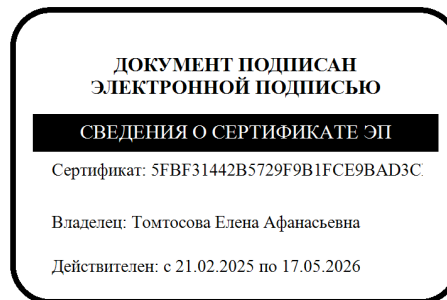 ДОКУМЕНТ ПОДПИСАН
ЭЛЕКТРОННОЙ ПОДПИСЬЮ
СВЕДЕНИЯ О СЕРТИФИКАТЕ ЭП
Сертификат: 5FBF31442B5729F9B1FCE9BAD3C
Владелец: Томтосова Елена Афанасьевна
Действителен: с 21.02.2025 по 17.05.2026